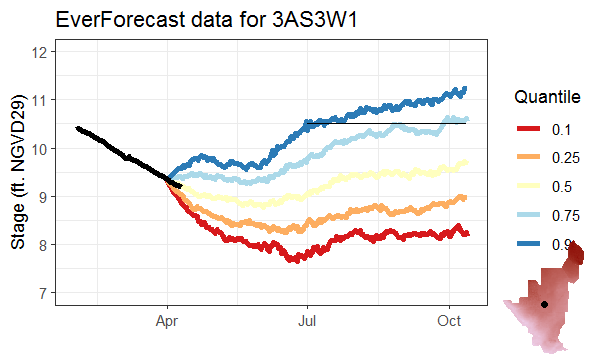 EverForecast data for 3AS3W1
Stage (ft. NGVD29)
12
11
10
9
8
7
Apr
Jul
Oct
Quantile
0.1
0.25
0.5
0.75
0.9